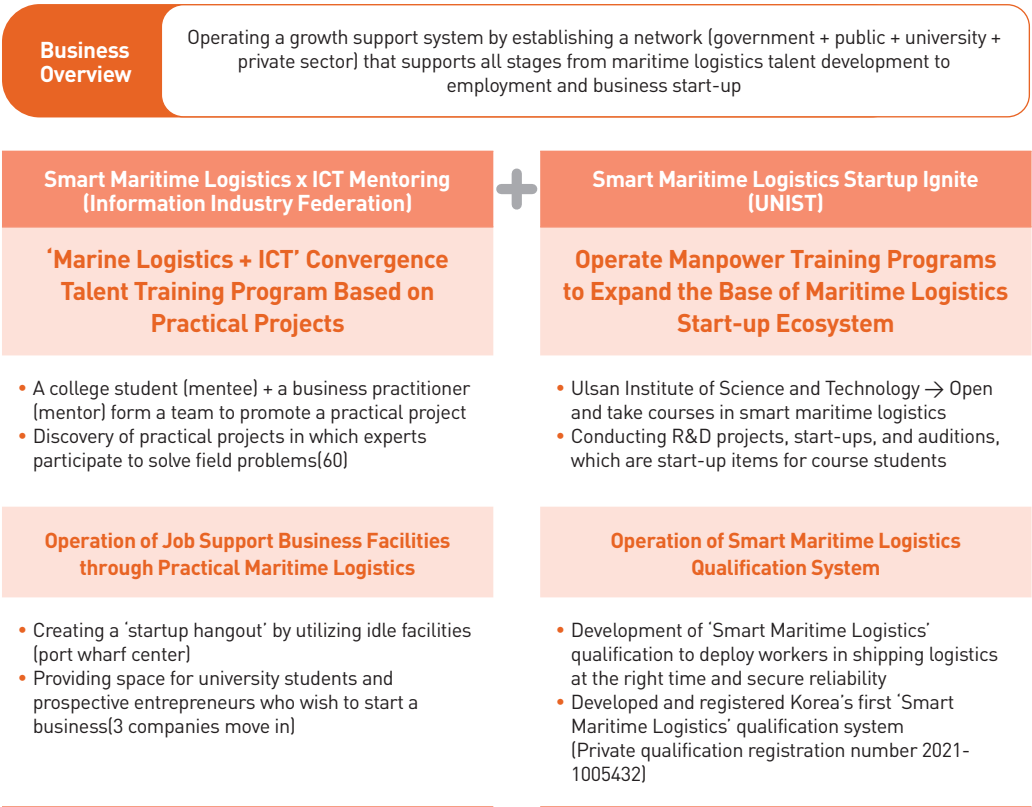 Business
Overview
Operating a growth support system by establishing a network (government + public + university +
private sector) that supports all stages from maritime logistics talent development to
employment and business start-up
Smart Maritime Logistics x ICT Mentoring
(Information Industry Federation)
‘Marine Logistics + ICT’ Convergence
Talent Training Program Based on
Practical Projects
• A college student (mentee) + a business practitioner
(mentor) form a team to promote a practical project
• Discovery of practical projects in which experts
participate to solve field problems(60)
Operation of Job Support Business Facilities
through Practical Maritime Logistics
• Creating a ‘startup hangout’ by utilizing idle facilities
(port wharf center)
• Providing space for university students and
prospective entrepreneurs who wish to start a
business(3 companies move in)
+
Smart Maritime Logistics Startup Ignite
(UNIST)
Operate Manpower Training Programs
to Expand the Base of Maritime Logistics
Start-up Ecosystem
• Ulsan Institute of Science and Technology → Open
and take courses in smart maritime logistics
• Conducting R&D projects, start-ups, and auditions,
which are start-up items for course students
Operation of Smart Maritime Logistics
Qualification System
• Development of ‘Smart Maritime Logistics’
qualification to deploy workers in shipping logistics
at the right time and secure reliability
• Developed and registered Korea’s first ‘Smart
Maritime Logistics’ qualification system
(Private qualification registration number 2021-
1005432)